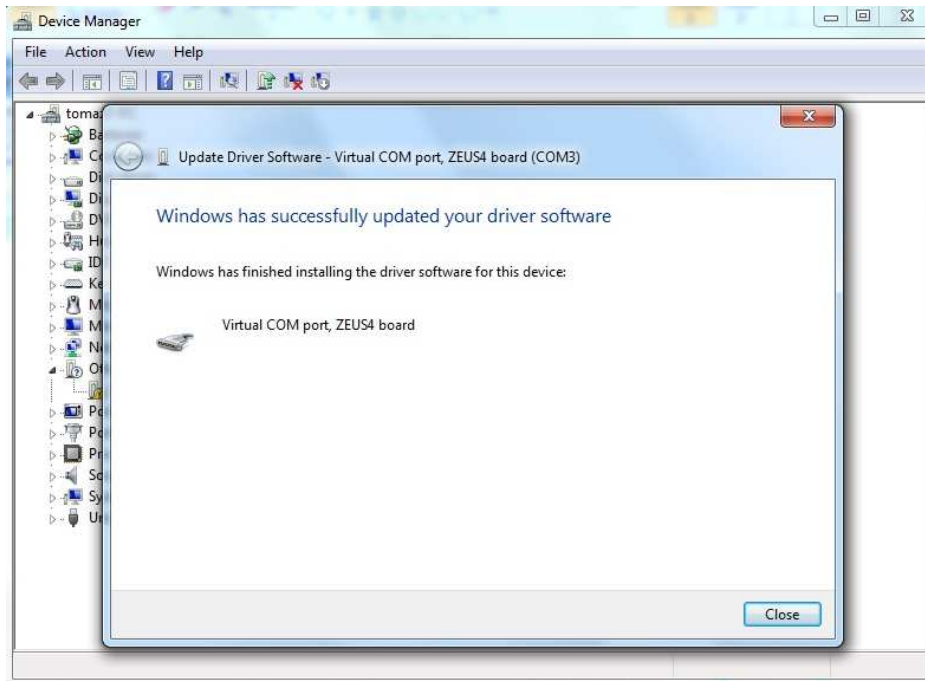 Device Manager
File Action View Help
Update Driver Software - Virtual COM port, ZEUS4 board (COM3)
Windows has successfully updated your driver software
Windows has finished installing the driver software for this device:
Virtual COM port, ZEUS4 board
Close